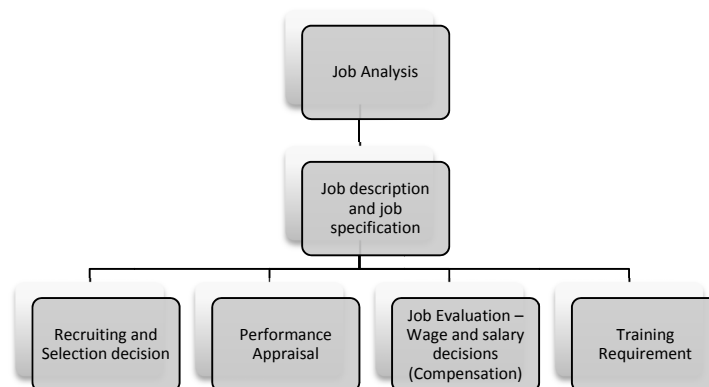 Job Analysis
Job description
and job
specification
Recruiting and
Selection decision
Performance
Appraisal
Job Evaluation –
Wage and salary
decisions
(Compensation)
Training
Requirement